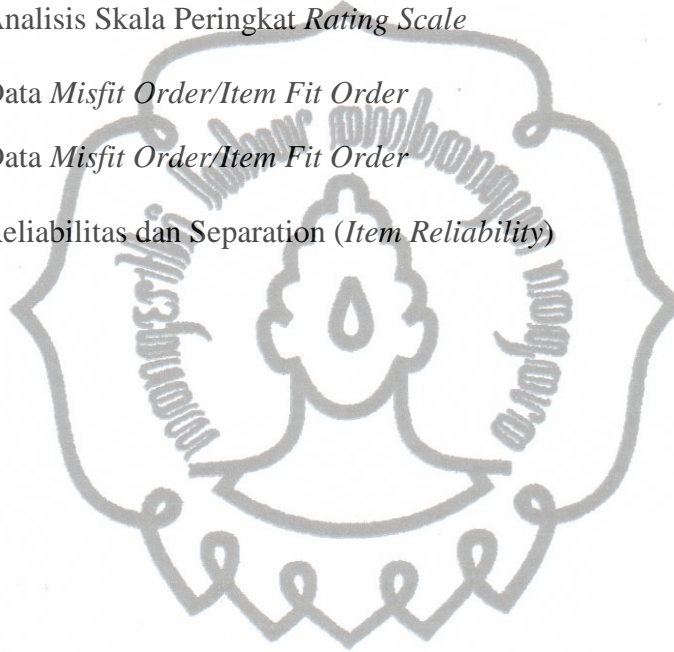 Analisis Skala Peringkat Rating Scale
Data Misfit Order/Item Fit Order
Data Misfit Order/Item Fit Order
Reliabilitas dan Separation (Item Reliability)